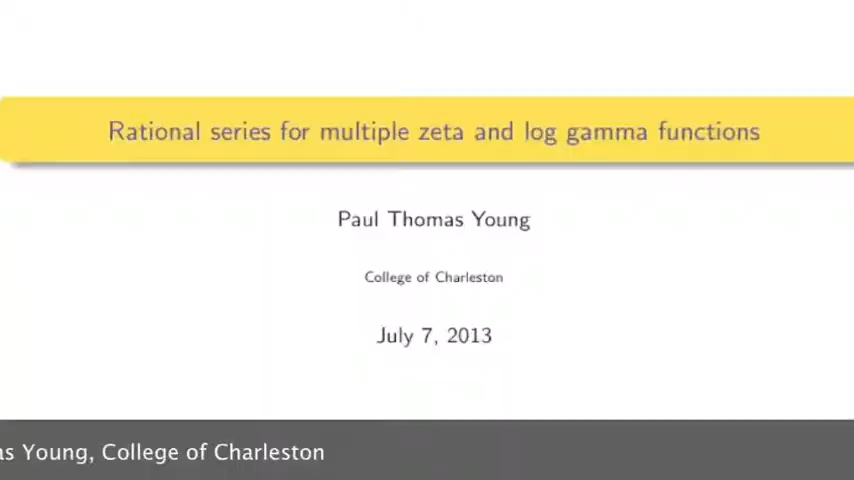 Rational series for multiple zeta and log gamma functions
Paul Thomas Young
College of Charleston
July 7, 2013
as Young, College of Charleston